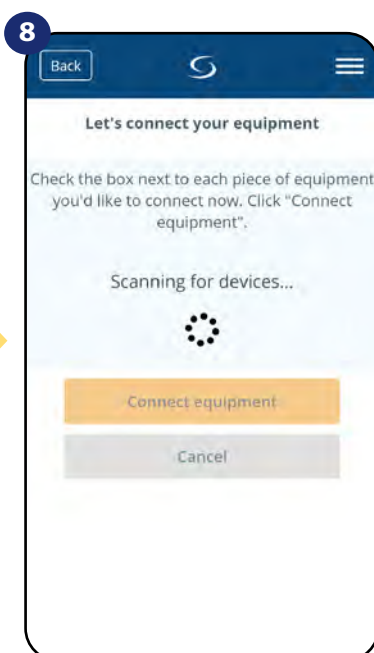 8
Back
Let's connect your equipment
Check the box next to each piece of equipment
you'd like to connect now. Click "Connect
equipment".
Scanning for devices...
Connect equipment
Cancel